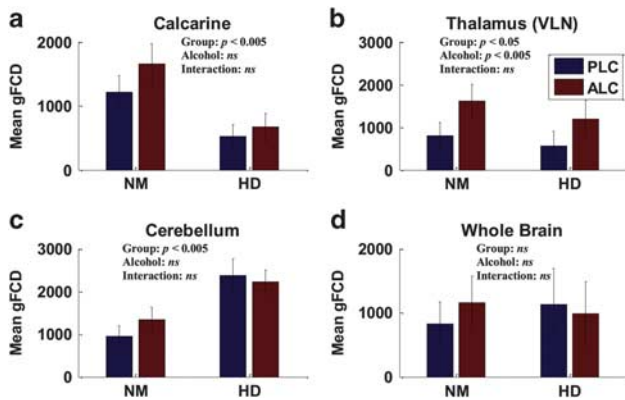 a
Calcarine
Group: p < 0.005
Alcohol: ns
Interaction: ns
Mean gFCD
2000
1000
0
NM
HD
b
Thalamus (VLN)
Group: p < 0.05
Alcohol: p < 0.005
Interaction: ns
PLC
ALC
Mean gFCD
3000
2000
1000
0
NM
HD
c
Cerebellum
Group: p < 0.005
Alcohol: ns
Interaction: ns
Mean gFCD
3000
2000
1000
0
NM
HD
d
Whole Brain
Group: ns
Alcohol: ns
Interaction: ns
Mean gFCD
2000
1000
0
NM
HD